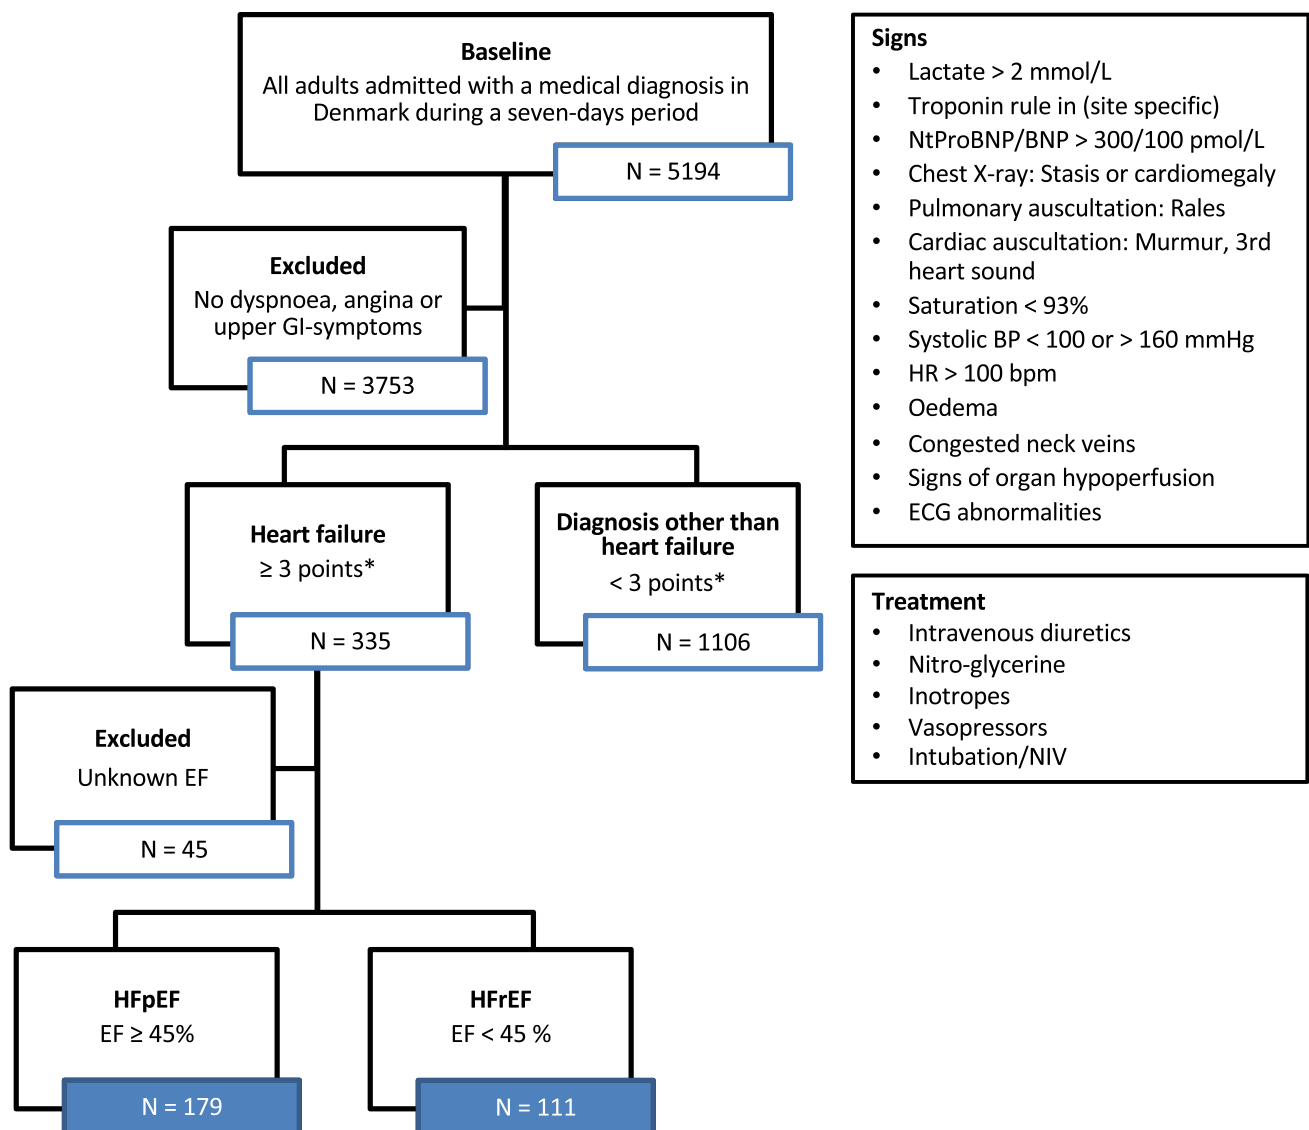 Baseline
All adults admitted with a medical diagnosis in
Denmark during a seven-days period
N = 5194
Excluded
No dyspnoea, angina or
upper GI-symptoms
N = 3753
Heart failure
≥ 3 points*
N = 335
Diagnosis other than
heart failure
< 3 points*
N = 1106
Excluded
Unknown EF
N = 45
HFpEF
EF ≥ 45%
N = 179
HFrEF
EF < 45 %
N = 111
Signs
• Lactate > 2 mmol/L
• Troponin rule in (site specific)
• NtProBNP/BNP > 300/100 pmol/L
• Chest X-ray: Stasis or cardiomegaly
• Pulmonary auscultation: Rales
• Cardiac auscultation: Murmur, 3rd
heart sound
• Saturation < 93%
• Systolic BP < 100 or > 160 mmHg
• HR > 100 bpm
• Oedema
• Congested neck veins
• Signs of organ hypoperfusion
• ECG abnormalities
Treatment
• Intravenous diuretics
• Nitro-glycerine
• Inotropes
• Vasopressors
• Intubation/NIV